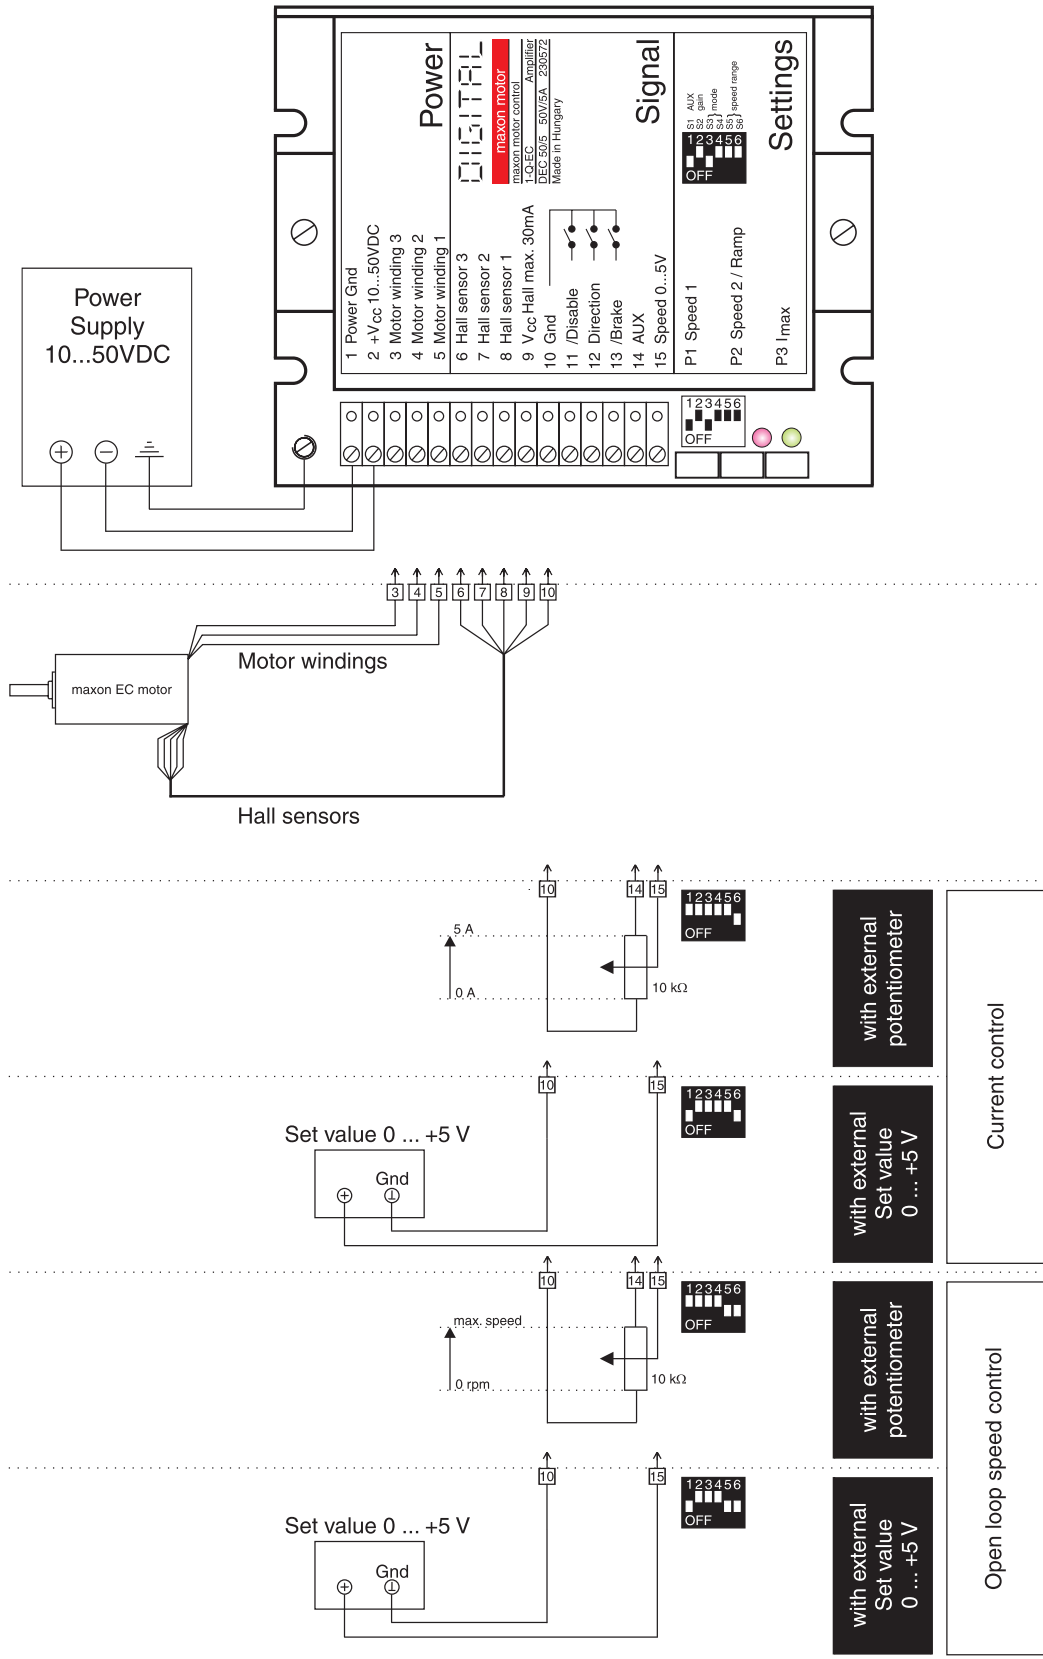 Power
DIGITAL
maxon motor
maxon motor control
1-Q-EC Amplifier
DEC 50/5 50V/5A 230572
Made in Hungary
Signal
S1 AUX
S2 gain
S3 } mode
S4
S5 } speed range
S6
123456
OFF
Settings
1 Power Gnd
2 +Vcc 10...50VDC
3 Motor winding 3
4 Motor winding 2
5 Motor winding 1
6 Hall sensor 3
7 Hall sensor 2
8 Hall sensor 1
9 Vcc Hall max. 30mA
10 Gnd
11 /Disable
12 Direction
13 /Brake
14 AUX
15 Speed 0...5V
P1 Speed 1
P2 Speed 2 / Ramp
P3 Imax
Power
Supply
10...50VDC
+ −
123456
OFF
3 4 5 6 7 8 9 10
Motor windings
maxon EC motor
Hall sensors
10 14 15
123456
OFF
5 A
0 A
10 kΩ
with external
potentiometer
Current control
10 15
123456
OFF
Set value 0 ... +5 V
Gnd
+
with external
Set value
0 ... +5 V
10 14 15
123456
OFF
max. speed
0 rpm
10 kΩ
with external
potentiometer
Open loop speed control
10 15
123456
OFF
Set value 0 ... +5 V
Gnd
+
with external
Set value
0 ... +5 V